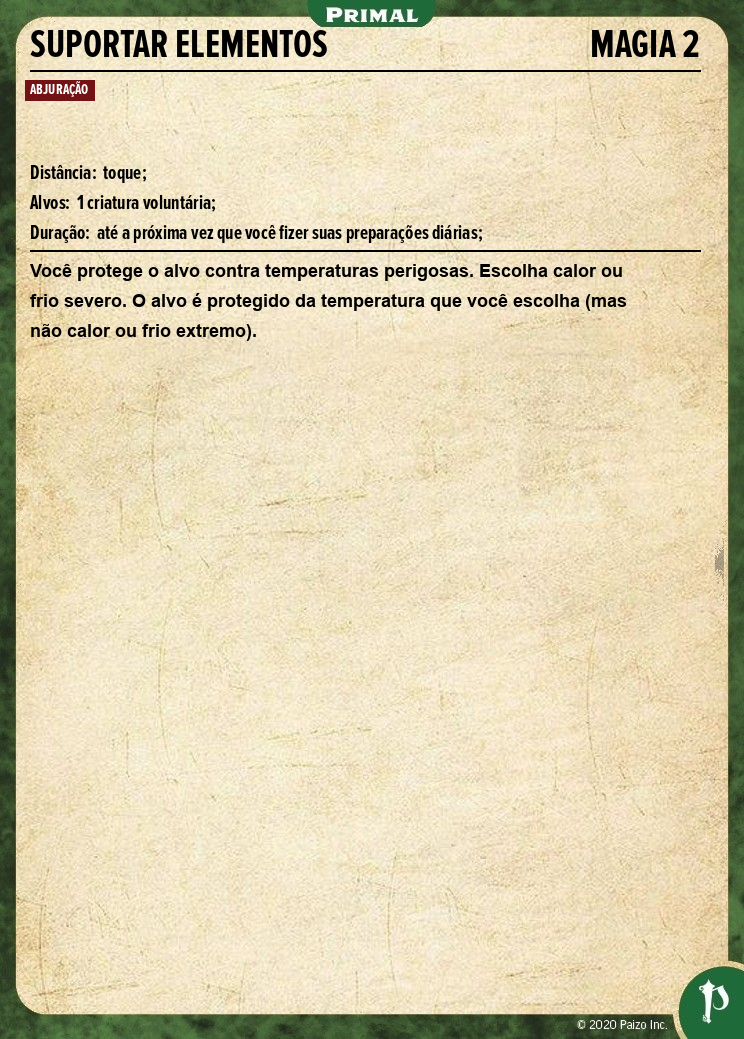 PRIMAL
SUPORTAR ELEMENTOS MAGIA 2
ABJURAÇÃO
Distância: toque;
Alvos: 1 criatura voluntária;
Duração: até a próxima vez que você fizer suas preparações diárias;
Você protege o alvo contra temperaturas perigosas. Escolha calor ou
frio severo. O alvo é protegido da temperatura que você escolha (mas
não calor ou frio extremo).
© 2020 Paizo Inc.